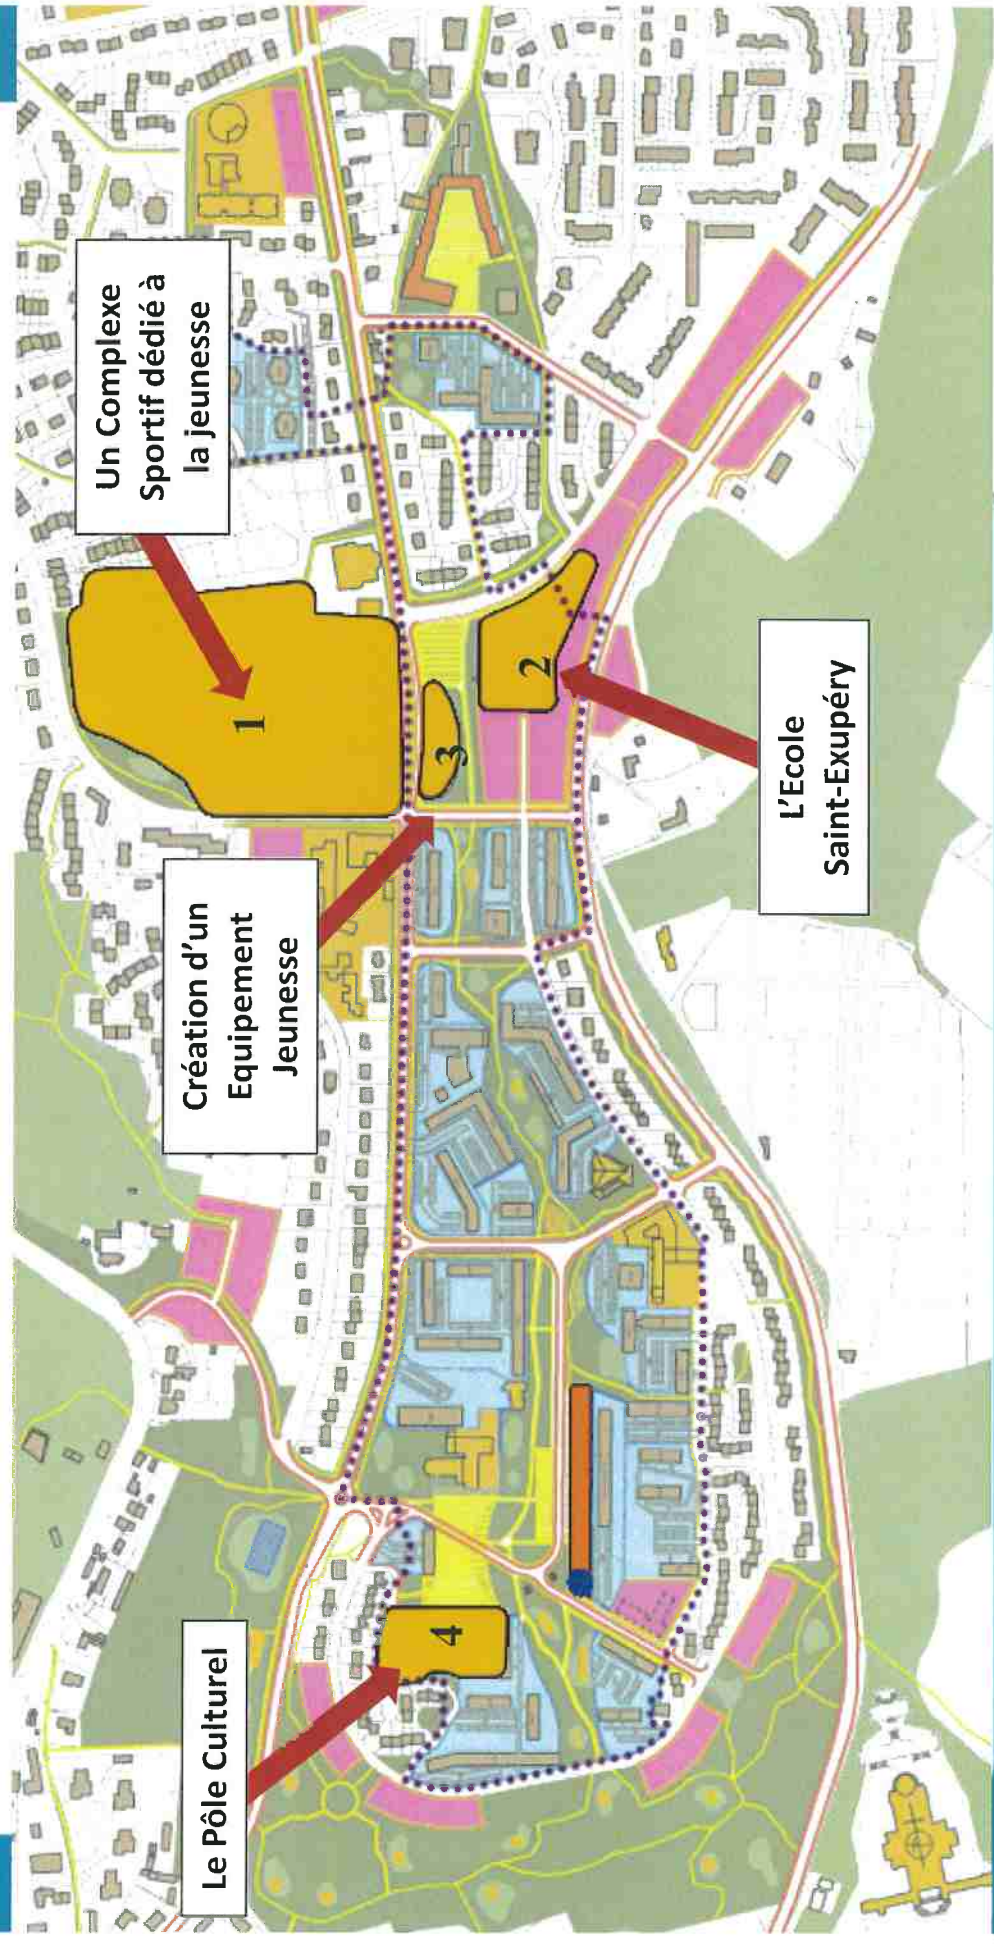 Un Complexe
Sportif dédié à
la jeunesse
1
Création d'un
Equipement
Jeunesse
3
2
L'Ecole
Saint-Exupéry
Le Pôle Culturel
4